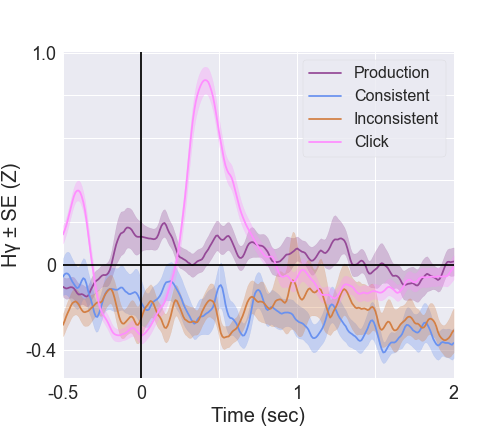 1.0
Production
Consistent
Inconsistent
Click
Hγ ± SE (Z)
0
-0.4
-0.5 0 1 2
Time (sec)